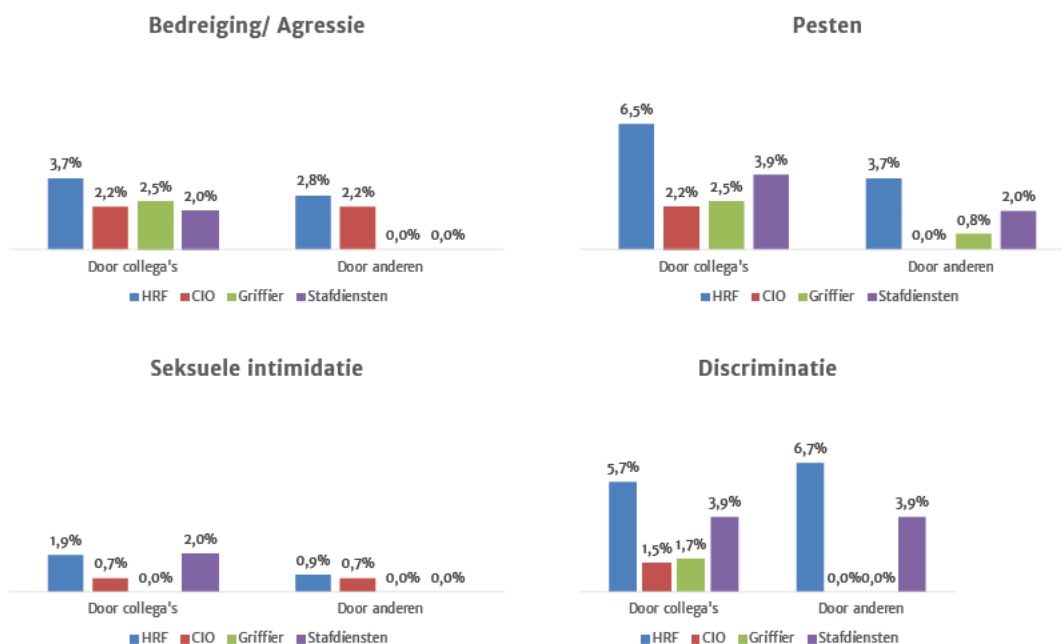 Bedreiging/ Agressie
3,7%
2,2%
2,5%
2,0%
2,8%
2,2%
0,0%
0,0%
Door collega's
Door anderen
HRF CIO Griffier Stafdiensten
Pesten
6,5%
2,2%
2,5%
3,9%
3,7%
0,0%
0,8%
2,0%
Door collega's
Door anderen
HRF CIO Griffier Stafdiensten
Seksuele intimidatie
1,9%
0,7%
0,0%
2,0%
0,9%
0,7%
0,0%
0,0%
Door collega's
Door anderen
HRF CIO Griffier Stafdiensten
Discriminatie
5,7%
1,5%
1,7%
3,9%
6,7%
0,0%
0,0%
3,9%
Door collega's
Door anderen
HRF CIO Griffier Stafdiensten